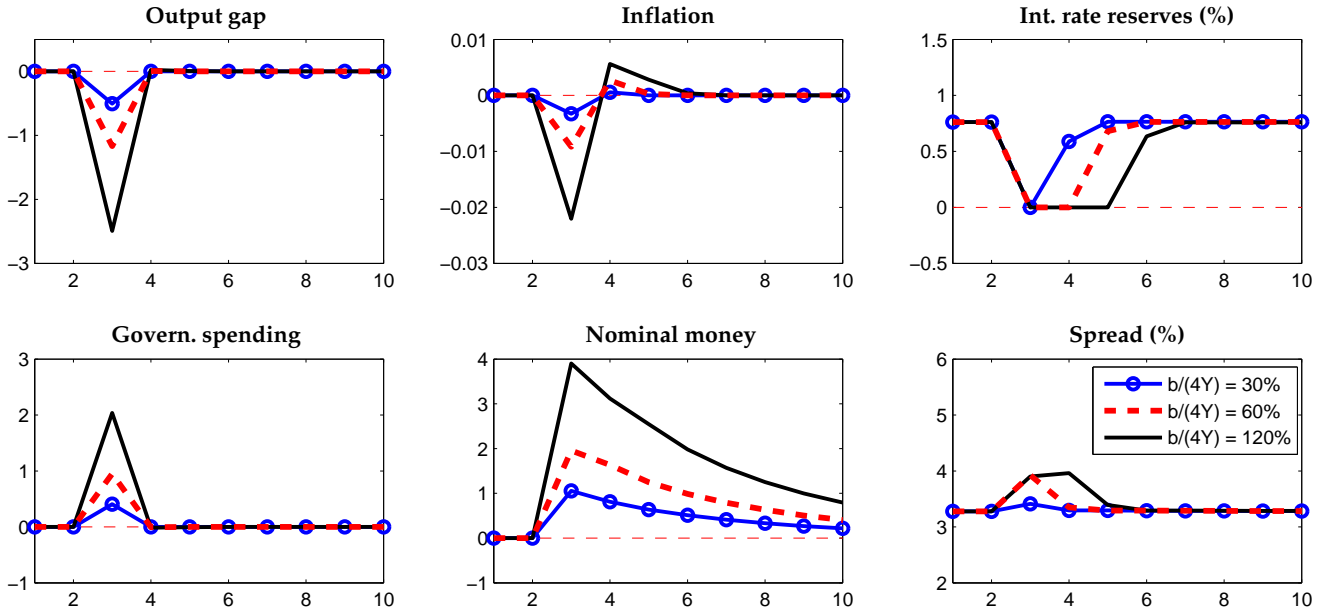 Output gap
0
−1
−2
−3
2 4 6 8 10
Inflation
0.01
0
−0.01
−0.02
−0.03
2 4 6 8 10
Int. rate reserves (%)
1.5
1
0.5
0
−0.5
2 4 6 8 10
Govern. spending
3
2
1
0
−1
2 4 6 8 10
Nominal money
4
3
2
1
0
−1
2 4 6 8 10
Spread (%)
6
5
4
3
2
b/(4Y) = 30%
b/(4Y) = 60%
b/(4Y) = 120%
2 4 6 8 10